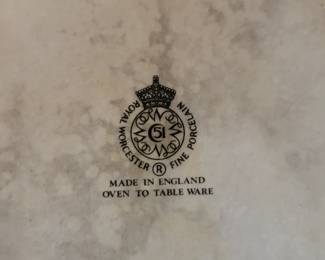 ROYAL WORCESTER FINE PORCELAIN
51
®
MADE IN ENGLAND
OVEN TO TABLE WARE